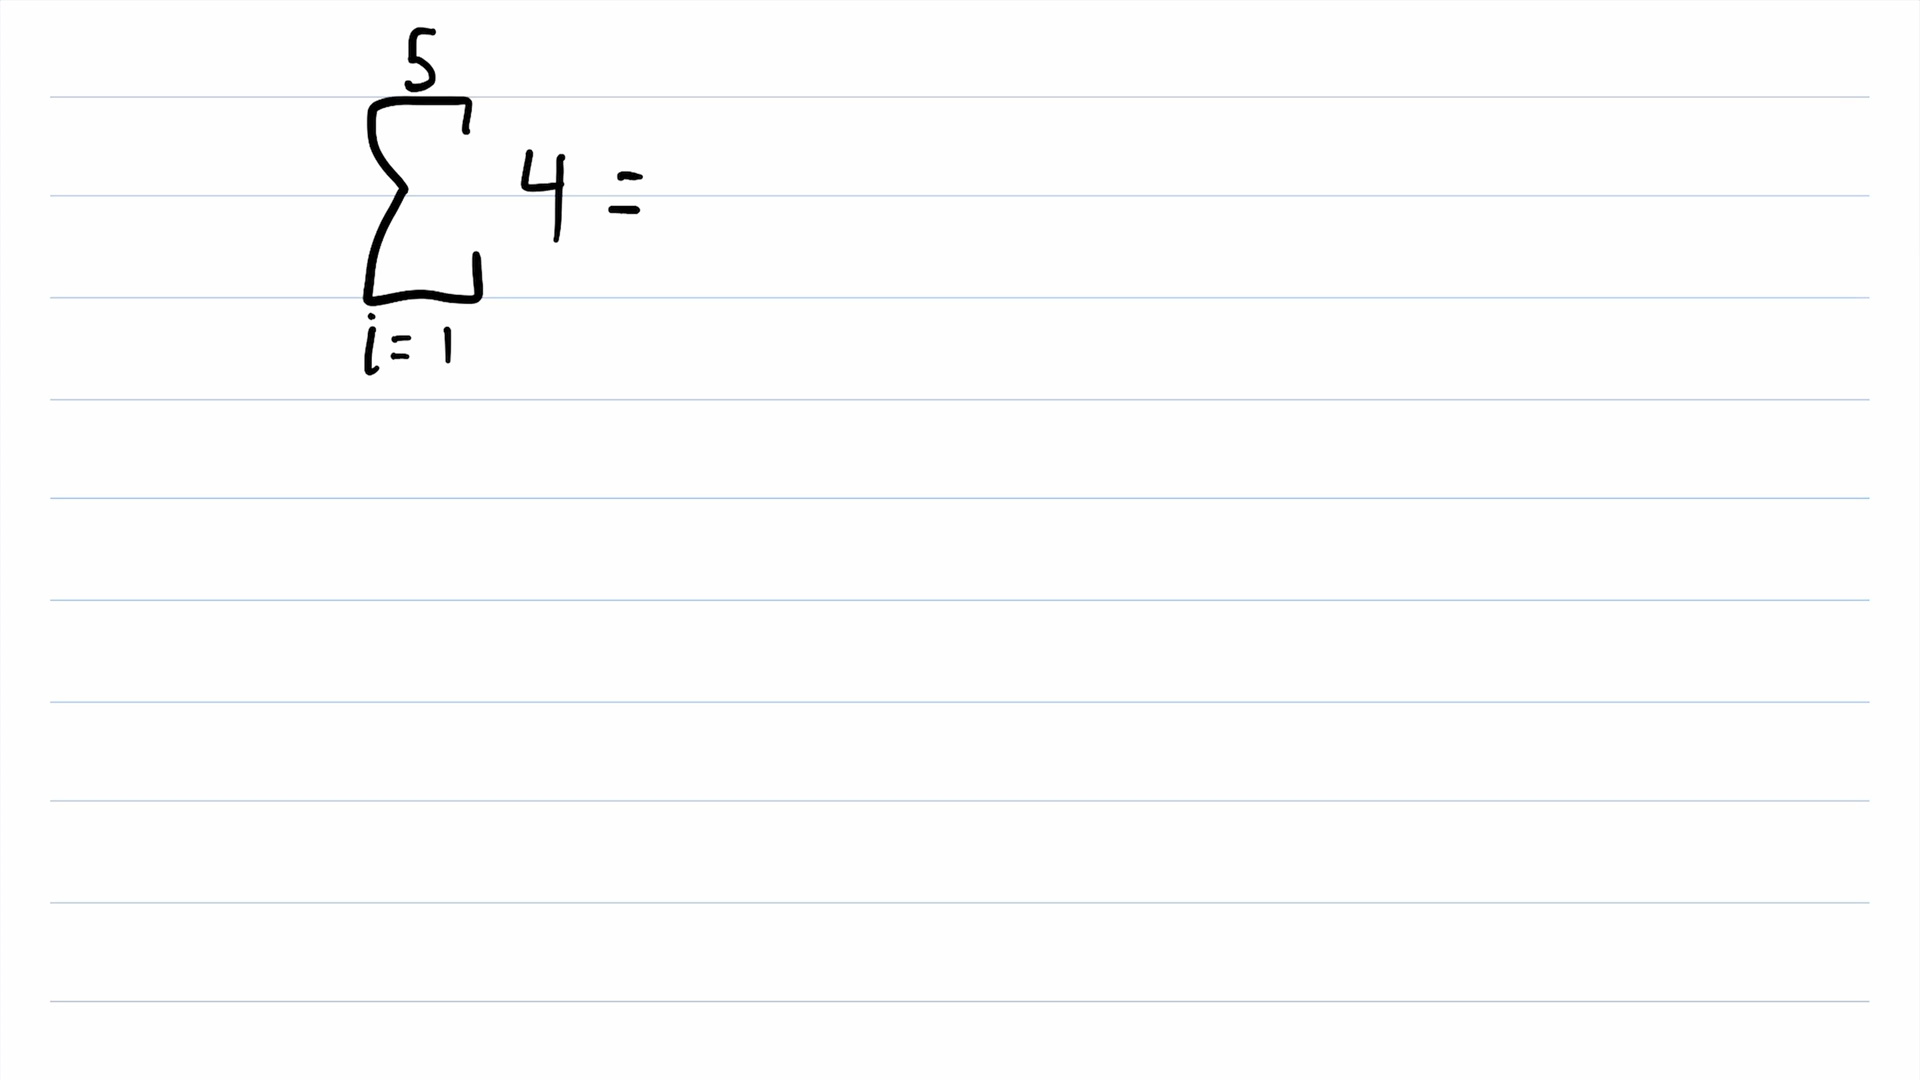 5
∑ 4 =
i = 1